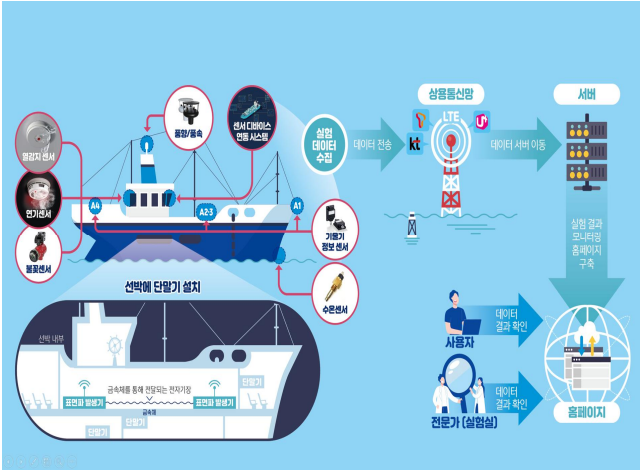 열감지 센서
연기센서
불꽃센서
풍향/풍속
센서 디바이스
연동 시스템
A4
A2·3
A1
기울기
정보 센서
수온센서
선박에 단말기 설치
선박 내부
표면파 발생기
금속체를 통해 전달되는 전자기장
금속체
표면파 발생기
단말기
단말기
단말기
실험
데이터
수집
데이터 전송
상용통신망
LTE
kt
데이터 서버 이동
서버
실험 결과
모니터링
홈페이지
구축
사용자
데이터
결과 확인
전문가 (실험실)
데이터
결과 확인
홈페이지